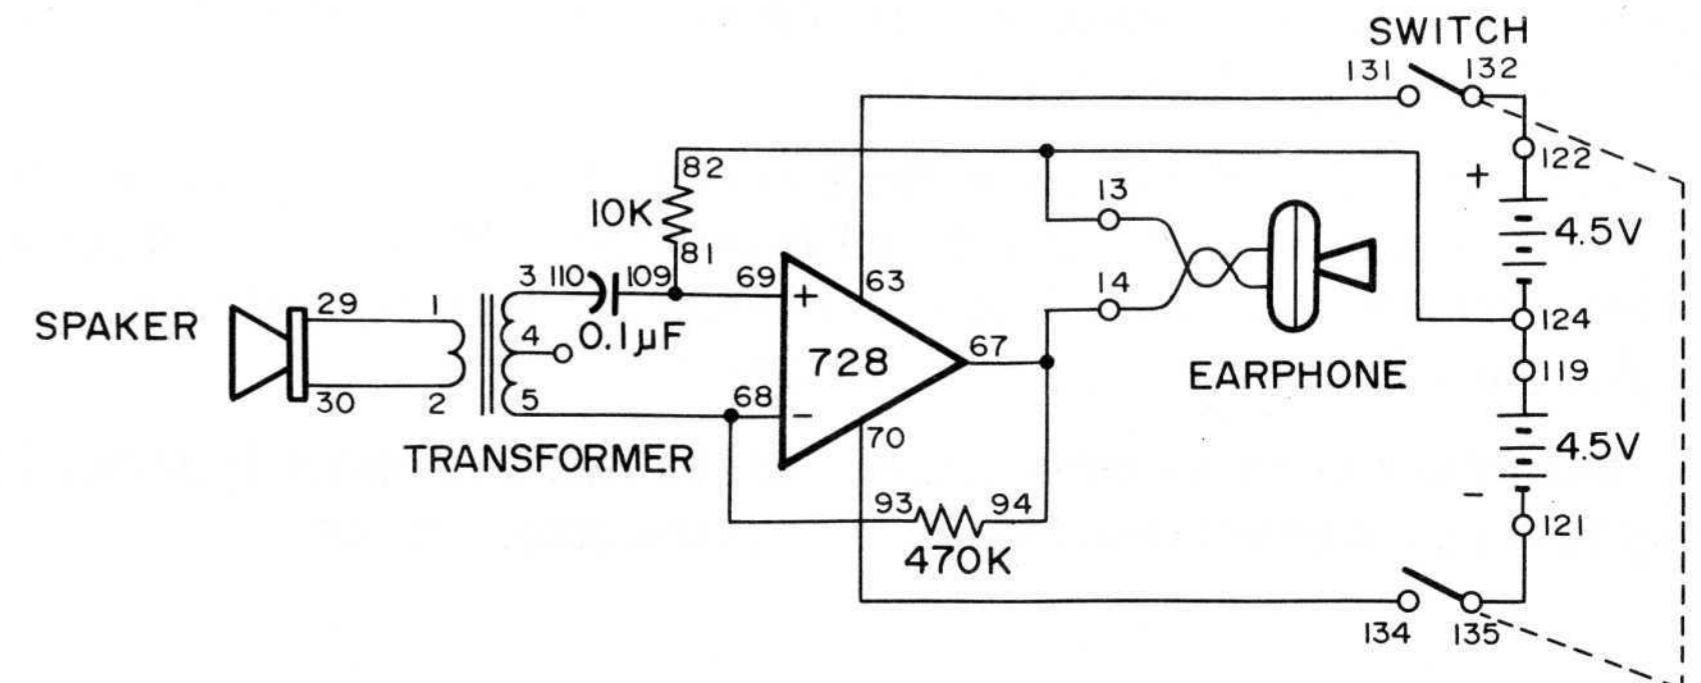 SWITCH
131 132
122
+
4.5V
82
10K
81
13
14
3 110 109
69
+
63
29
1
SPAKER
4
0.1µF
728
67
124
EARPHONE
119
30
2
5
68
−
70
TRANSFORMER
4.5V
−
93 94
470K
121
134 135